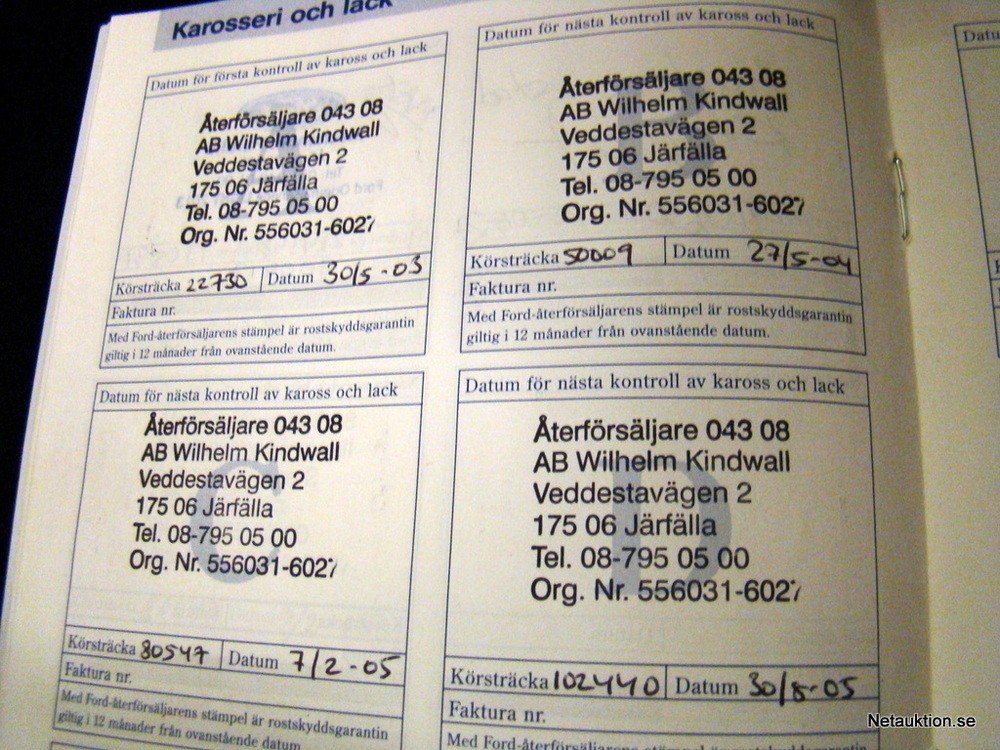 Karosseri och lack
Datum för första kontroll av kaross och lack
Återförsäljare 043 08
AB Wilhelm Kindwall
Veddestavägen 2
175 06 Järfälla
Tel. 08-795 05 00
Org. Nr. 556031-6027
Körsträcka 22730 Datum 30/5-03
Faktura nr.
Med Ford-återförsäljarens stämpel är rostskyddsgarantin
giltig i 12 månader från ovanstående datum.
Datum för nästa kontroll av kaross och lack
B
Återförsäljare 043 08
AB Wilhelm Kindwall
Veddestavägen 2
175 06 Järfälla
Tel. 08-795 05 00
Org. Nr. 556031-6027
Körsträcka 50009 Datum 27/5-04
Faktura nr.
Med Ford-återförsäljarens stämpel är rostskyddsgarantin
giltig i 12 månader från ovanstående datum.
Datum för nästa kontroll av kaross och lack
C
Återförsäljare 043 08
AB Wilhelm Kindwall
Veddestavägen 2
175 06 Järfälla
Tel. 08-795 05 00
Org. Nr. 556031-6027
Körsträcka 80547 Datum 7/2-05
Faktura nr.
Med Ford-återförsäljarens stämpel är rostskyddsgarantin
giltig i 12 månader från ovanstående datum.
Datum för nästa kontroll av kaross och lack
D
Återförsäljare 043 08
AB Wilhelm Kindwall
Veddestavägen 2
175 06 Järfälla
Tel. 08-795 05 00
Org. Nr. 556031-6027
Körsträcka 102440 Datum 30/8-05
Faktura nr.
Med Ford-återförsäljarens stämpel är rostskyddsgarantin
Netauktion.se